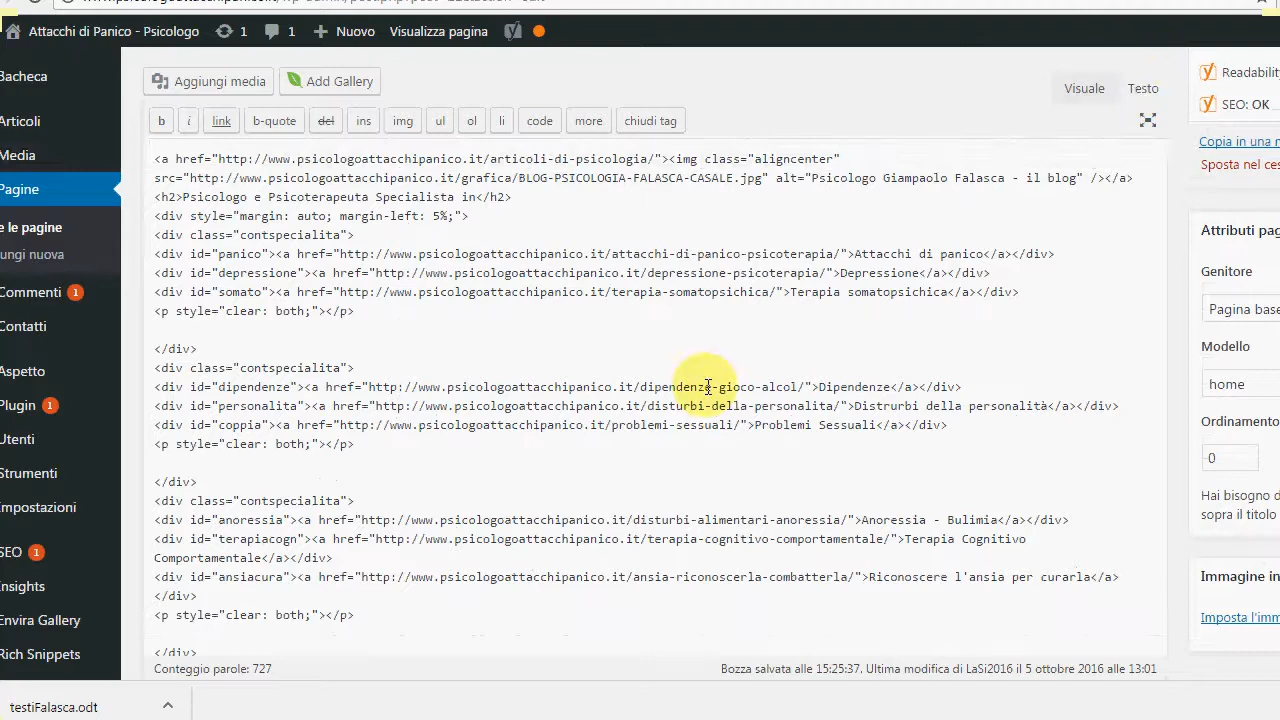 Attacchi di Panico - Psicologo 1 1 Nuovo Visualizza pagina
Bacheca
Articoli
Media
Pagine
e le pagine
ungi nuova
Commenti 1
Contatti
Aspetto
Plugin 1
Utenti
Strumenti
Impostazioni
SEO 1
Insights
Envira Gallery
Rich Snippets
Aggiungi media Add Gallery
Visuale Testo
b i link b-quote del ins img ul ol li code more chiudi tag
<a href="http://www.psicologoattacchipanico.it/articoli-di-psicologia/"><img class="aligncenter"
src="http://www.psicologoattacchipanico.it/grafica/BLOG-PSICOLOGIA-FALASCA-CASALE.jpg" alt="Psicologo Giampaolo Falasca - il blog" /></a>
<h2>Psicologo e Psicoterapeuta Specialista in</h2>
<div style="margin: auto; margin-left: 5%;">
<div class="contspecialita">
<div id="panico"><a href="http://www.psicologoattacchipanico.it/attacchi-di-panico-psicoterapia/">Attacchi di panico</a></div>
<div id="depressione"><a href="http://www.psicologoattacchipanico.it/depressione-psicoterapia/">Depressione</a></div>
<div id="somato"><a href="http://www.psicologoattacchipanico.it/terapia-somatopsichica/">Terapia somatopsichica</a></div>
<p style="clear: both;"></p>
</div>
<div class="contspecialita">
<div id="dipendenze"><a href="http://www.psicologoattacchipanico.it/dipendenze-gioco-alcol/">Dipendenze</a></div>
<div id="personalita"><a href="http://www.psicologoattacchipanico.it/disturbi-della-personalita/">Distrurbi della personalità</a></div>
<div id="coppia"><a href="http://www.psicologoattacchipanico.it/problemi-sessuali/">Problemi Sessuali</a></div>
<p style="clear: both;"></p>
</div>
<div class="contspecialita">
<div id="anoressia"><a href="http://www.psicologoattacchipanico.it/disturbi-alimentari-anoressia/">Anoressia - Bulimia</a></div>
<div id="terapiacogn"><a href="http://www.psicologoattacchipanico.it/terapia-cognitivo-comportamentale/">Terapia Cognitivo
Comportamentale</a></div>
<div id="ansiacura"><a href="http://www.psicologoattacchipanico.it/ansia-riconoscerla-combatterla/">Riconoscere l'ansia per curarla</a>
</div>
<p style="clear: both;"></p>
</div>
Conteggio parole: 727
Bozza salvata alle 15:25:37. Ultima modifica di LaSi2016 il 5 ottobre 2016 alle 13:01
Readability
SEO: OK
Copia in una n
Sposta nel ces
Attributi pag
Genitore
Pagina base
Modello
home
Ordinamento
0
Hai bisogno d
sopra il titolo
Immagine in
Imposta l'imm
testiFalasca.odt